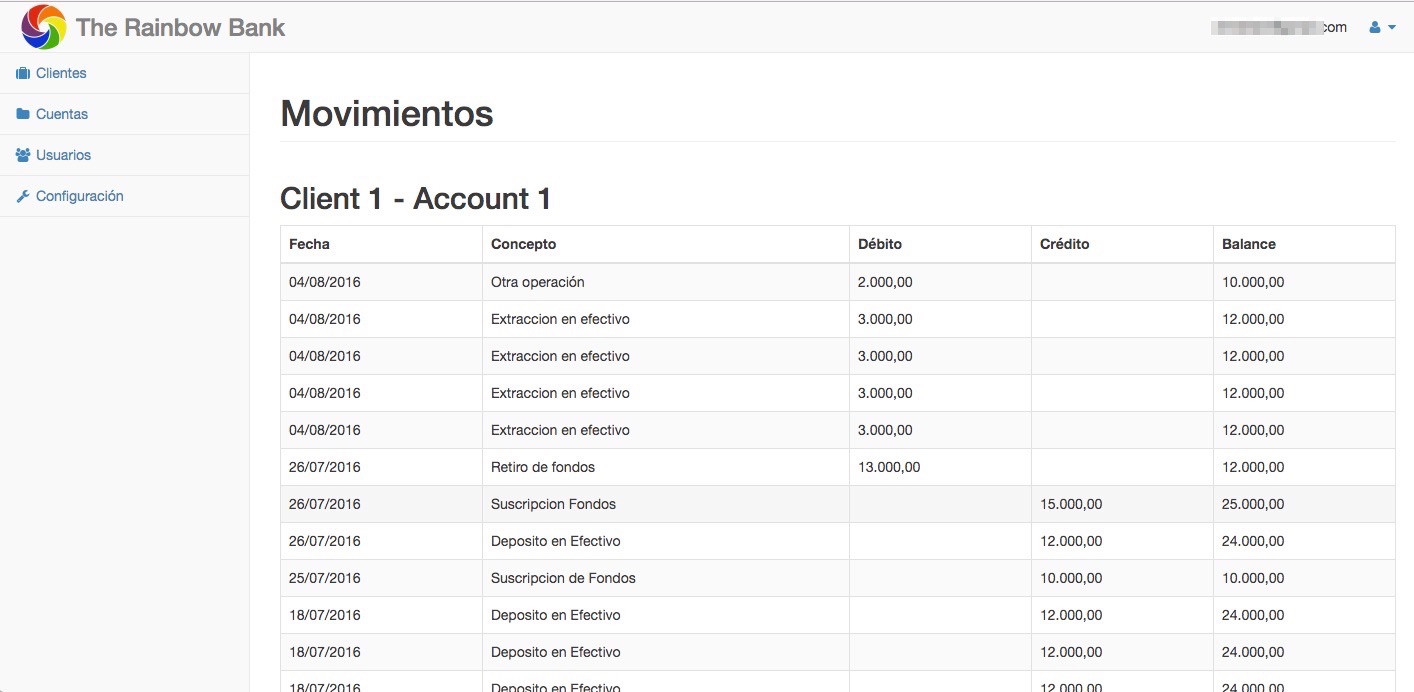 The Rainbow Bank
com
Clientes
Cuentas
Usuarios
Configuración
Movimientos
Client 1 - Account 1
Fecha Concepto Débito Crédito Balance
04/08/2016 Otra operación 2.000,00 10.000,00
04/08/2016 Extraccion en efectivo 3.000,00 12.000,00
04/08/2016 Extraccion en efectivo 3.000,00 12.000,00
04/08/2016 Extraccion en efectivo 3.000,00 12.000,00
04/08/2016 Extraccion en efectivo 3.000,00 12.000,00
26/07/2016 Retiro de fondos 13.000,00 12.000,00
26/07/2016 Suscripcion Fondos 15.000,00 25.000,00
26/07/2016 Deposito en Efectivo 12.000,00 24.000,00
25/07/2016 Suscripcion de Fondos 10.000,00 10.000,00
18/07/2016 Deposito en Efectivo 12.000,00 24.000,00
18/07/2016 Deposito en Efectivo 12.000,00 24.000,00
18/07/2016 Deposito en Efectivo 12.000,00 24.000,00